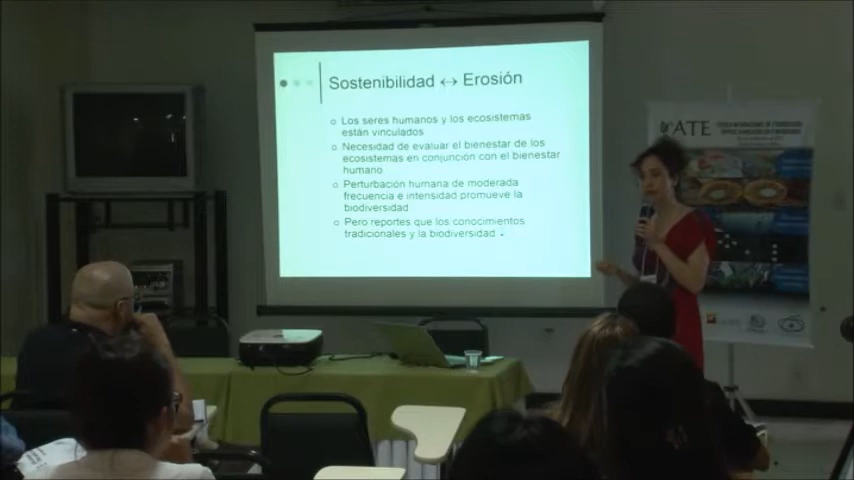 Sostenibilidad ↔ Erosión
Los seres humanos y los ecosistemas
están vinculados
Necesidad de evaluar el bienestar de los
ecosistemas en conjunción con el bienestar
humano
Perturbación humana de moderada
frecuencia e intensidad promueve la
biodiversidad
Pero reportes que los conocimientos
tradicionales y la biodiversidad
ATE